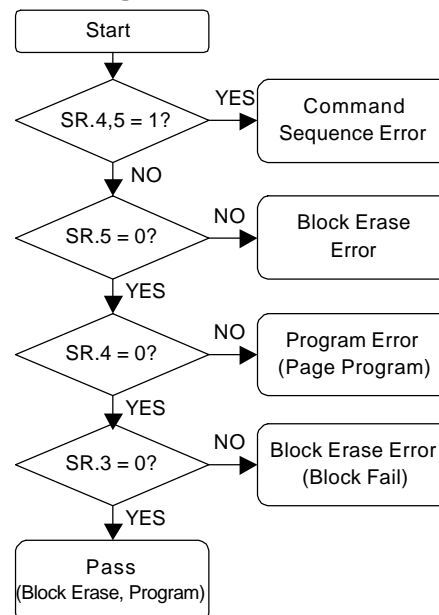 Start
SR.4,5 = 1?
YES
Command
Sequence Error
NO
SR.5 = 0?
NO
Block Erase
Error
YES
SR.4 = 0?
NO
Program Error
(Page Program)
YES
SR.3 = 0?
NO
Block Erase Error
(Block Fail)
YES
Pass
(Block Erase, Program)